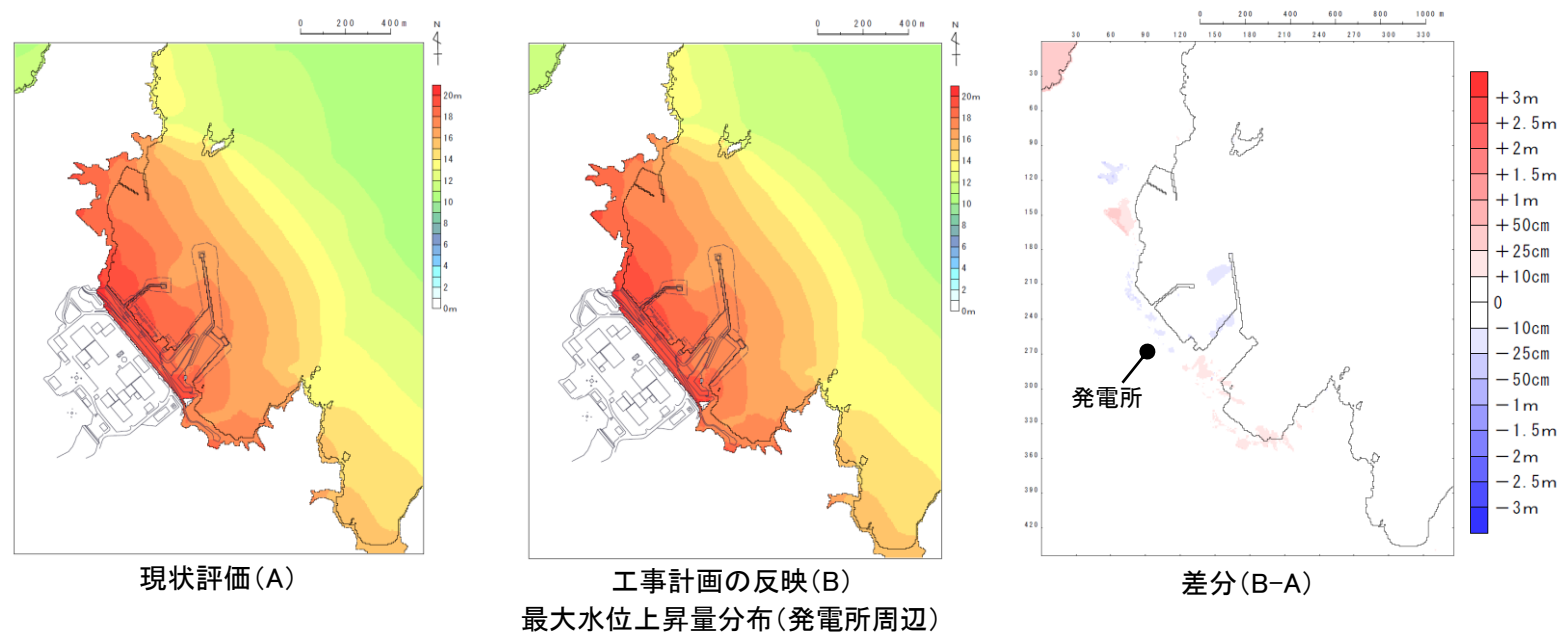 0 200 400 m
N
20m
18
16
14
12
10
8
6
4
2
0m
現状評価(A)
0 200 400 m
N
20m
18
16
14
12
10
8
6
4
2
0m
工事計画の反映(B)
最大水位上昇量分布(発電所周辺)
0 200 400 600 800 1000 m
30 60 90 120 150 180 210 240 270 300 330
30
60
90
120
150
180
210
240
270
300
330
360
390
420
発電所
+3m
+2.5m
+2m
+1.5m
+1m
+50cm
+25cm
+10cm
0
-10cm
-25cm
-50cm
-1m
-1.5m
-2m
-2.5m
-3m
差分(B-A)